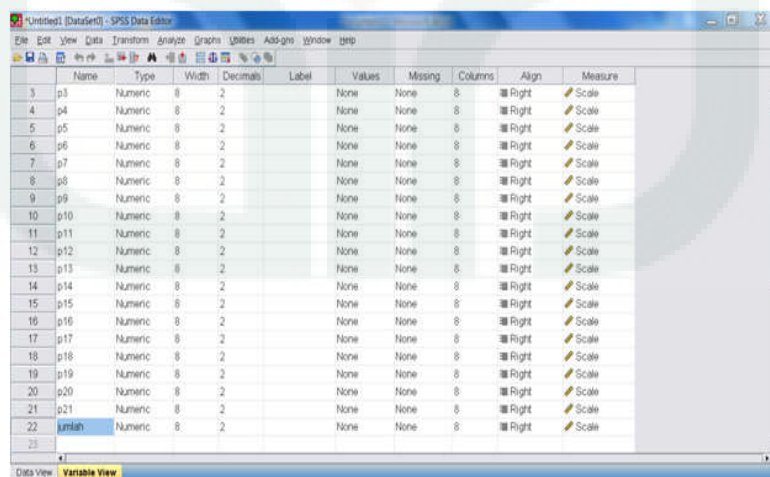 *Untitled1 [DataSet0] - SPSS Data Editor
File Edit View Data Transform Analyze Graphs Utilities Add-ons Window Help
Name Type Width Decimals Label Values Missing Columns Align Measure
3 p3 Numeric 8 2 None None 8 Right Scale
4 p4 Numeric 8 2 None None 8 Right Scale
5 p5 Numeric 8 2 None None 8 Right Scale
6 p6 Numeric 8 2 None None 8 Right Scale
7 p7 Numeric 8 2 None None 8 Right Scale
8 p8 Numeric 8 2 None None 8 Right Scale
9 p9 Numeric 8 2 None None 8 Right Scale
10 p10 Numeric 8 2 None None 8 Right Scale
11 p11 Numeric 8 2 None None 8 Right Scale
12 p12 Numeric 8 2 None None 8 Right Scale
13 p13 Numeric 8 2 None None 8 Right Scale
14 p14 Numeric 8 2 None None 8 Right Scale
15 p15 Numeric 8 2 None None 8 Right Scale
16 p16 Numeric 8 2 None None 8 Right Scale
17 p17 Numeric 8 2 None None 8 Right Scale
18 p18 Numeric 8 2 None None 8 Right Scale
19 p19 Numeric 8 2 None None 8 Right Scale
20 p20 Numeric 8 2 None None 8 Right Scale
21 p21 Numeric 8 2 None None 8 Right Scale
22 jumlah Numeric 8 2 None None 8 Right Scale
23
Data View Variable View